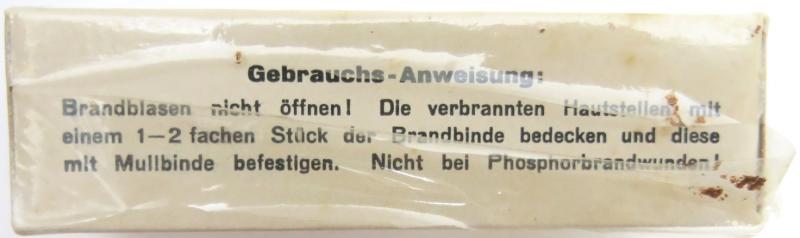 Gebrauchs-Anweisung:
Brandblasen nicht öffnen! Die verbrannten Hautstellen mit
einem 1—2 fachen Stück der Brandbinde bedecken und diese
mit Mullbinde befestigen. Nicht bei Phosphorbrandwunden!